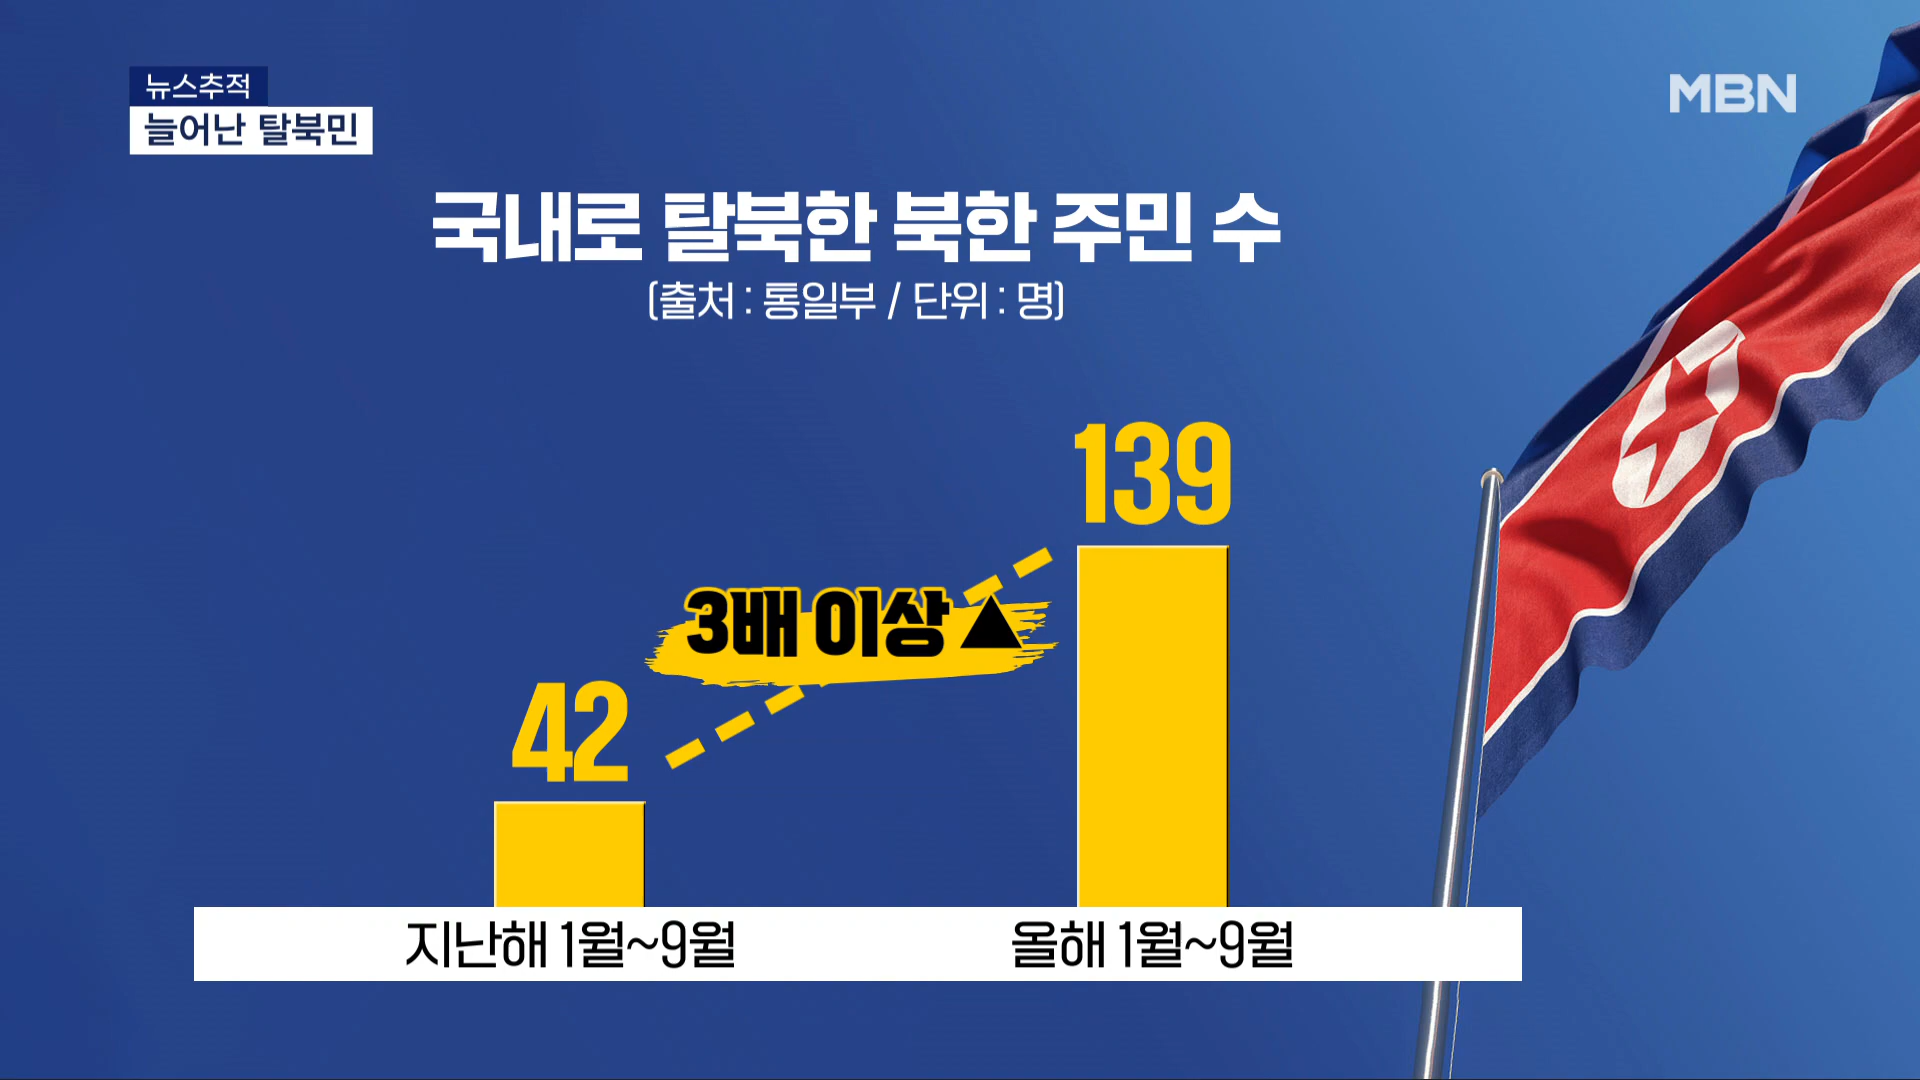 뉴스추적
늘어난 탈북민
MBN
국내로 탈북한 북한 주민 수
(출처 : 통일부 / 단위 : 명)
139
3배 이상▲
42
지난해 1월~9월
올해 1월~9월